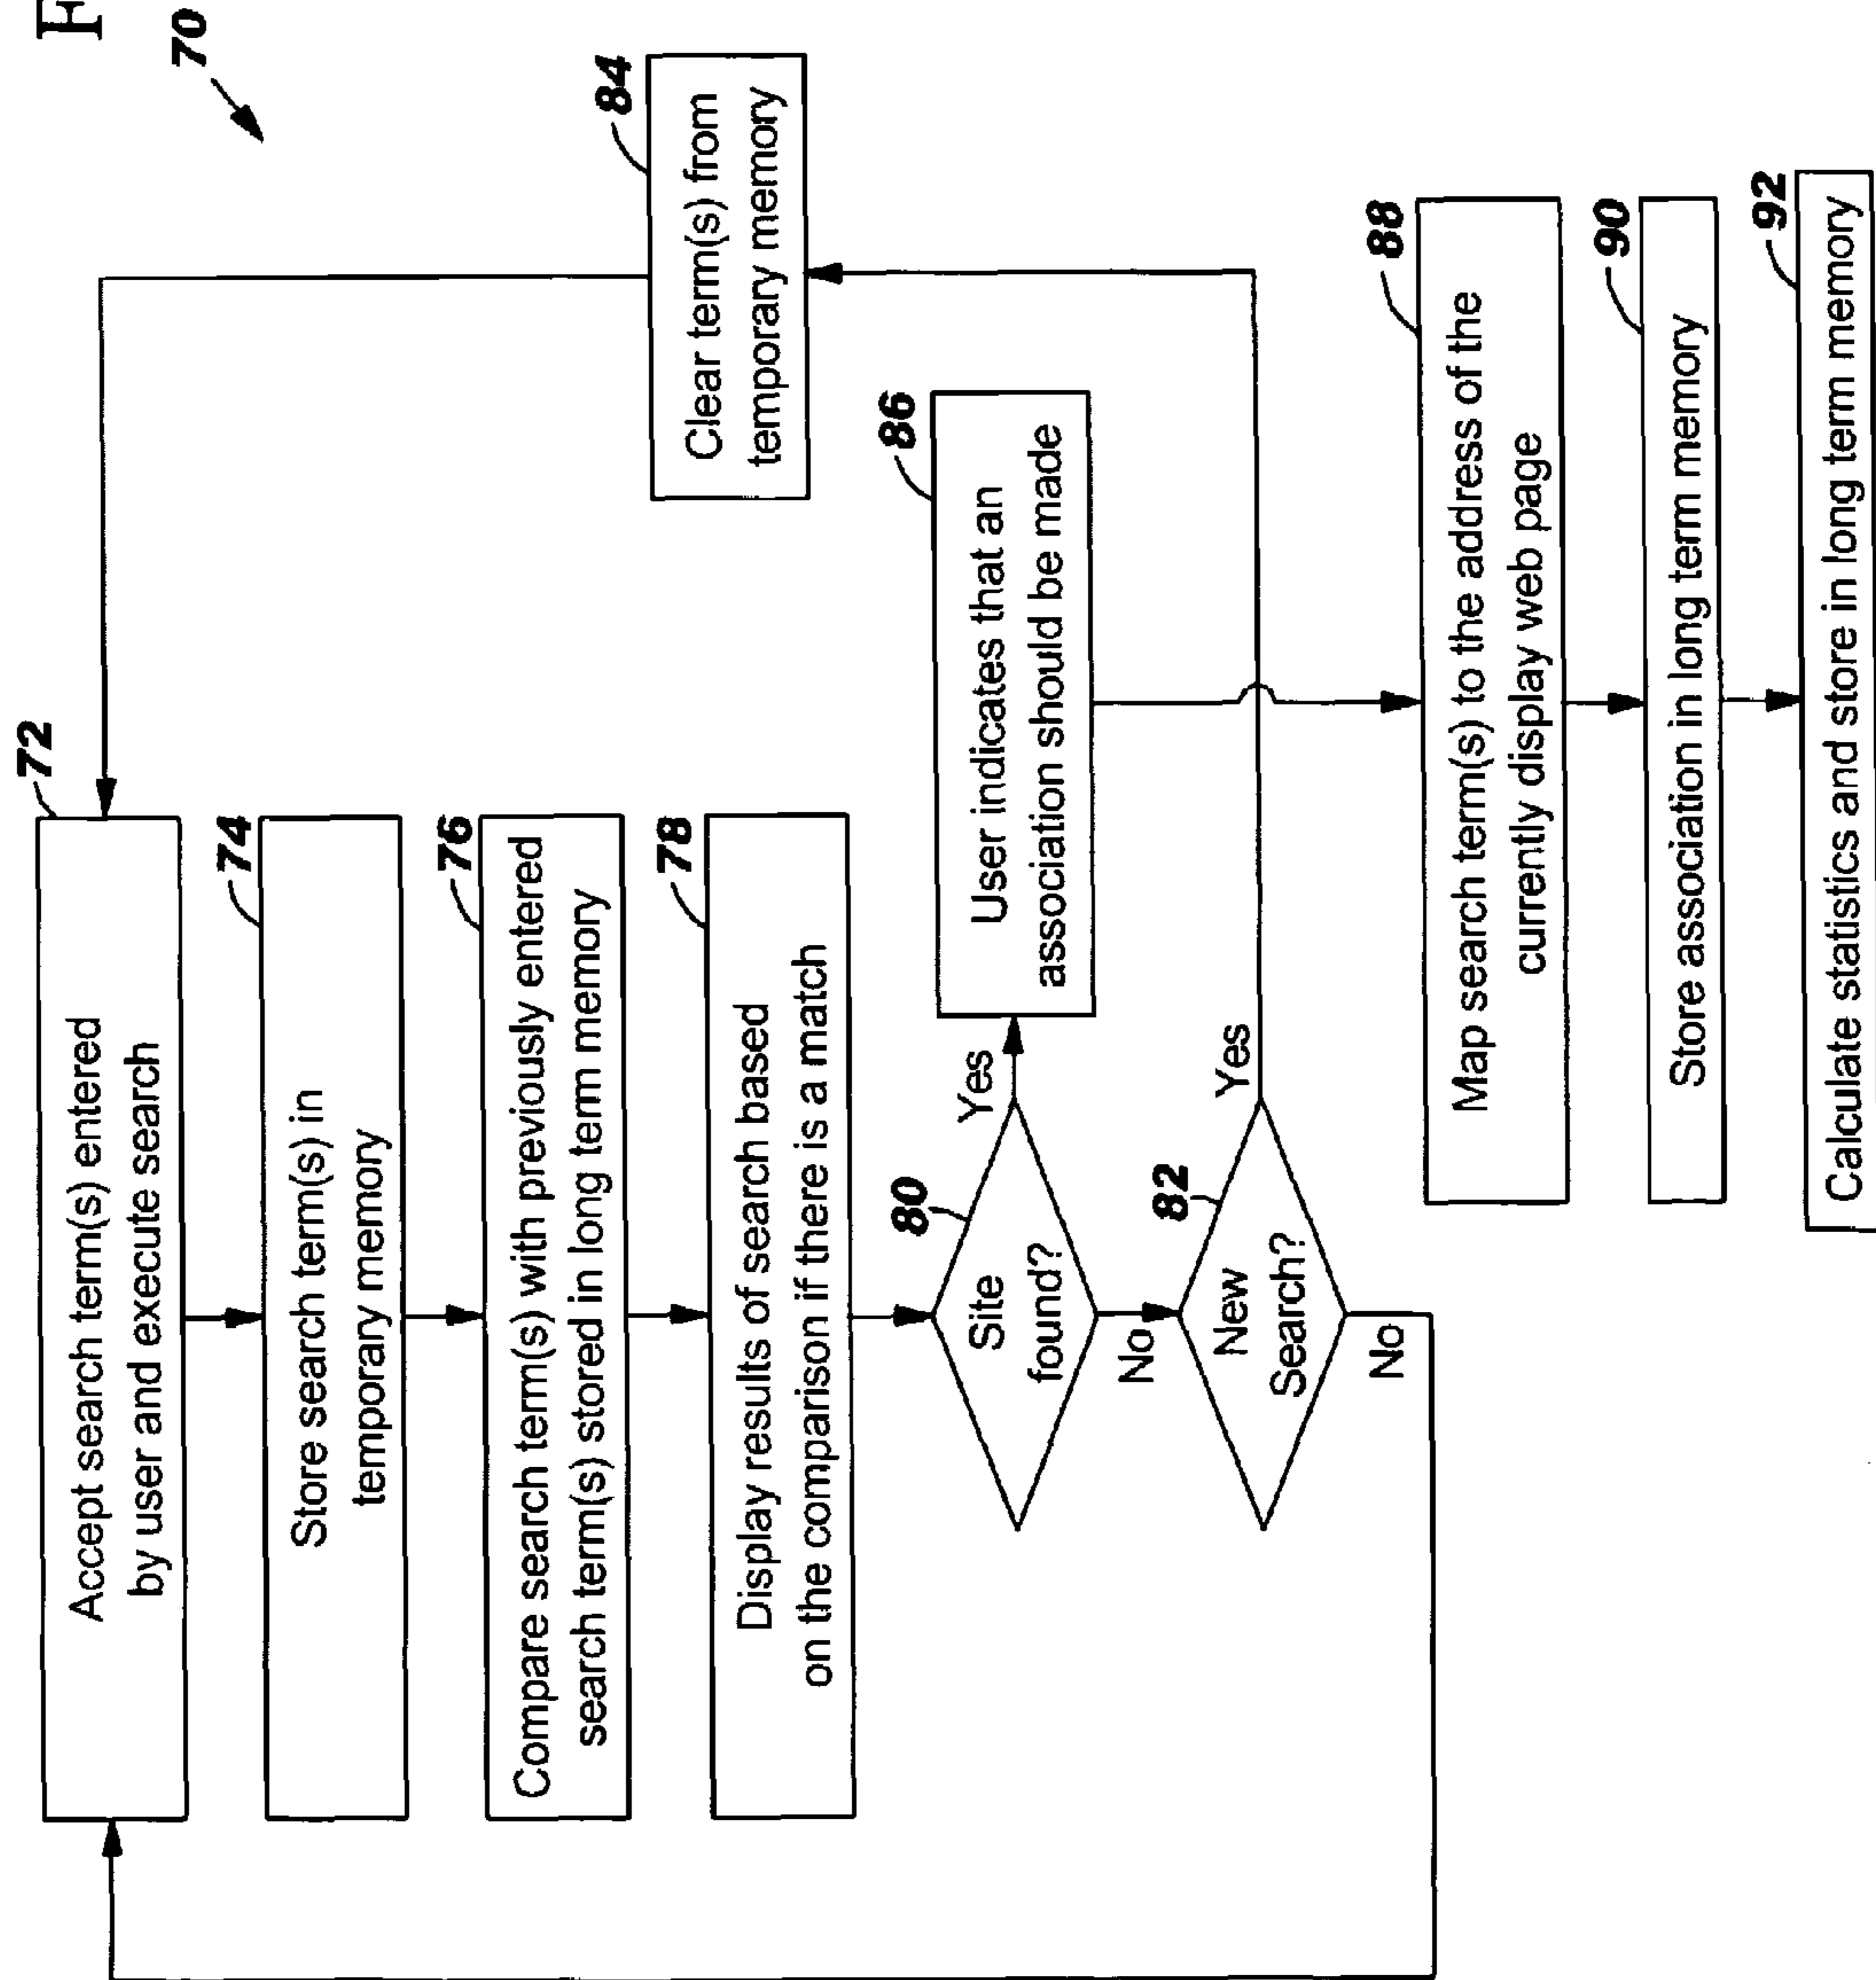 70
72
Accept search term(s) entered
by user and execute search
74
Store search term(s) in
temporary memory
76
Compare search term(s) with previously entered
search term(s) stored in long term memory
78
Display results of search based
on the comparison if there is a match
80
Site
found?
Yes
No
82
New
Search?
Yes
No
84
Clear term(s) from
temporary memory
86
User indicates that an
association should be made
88
Map search term(s) to the address of the
currently display web page
90
Store association in long term memory
92
Calculate statistics and store in long term memory